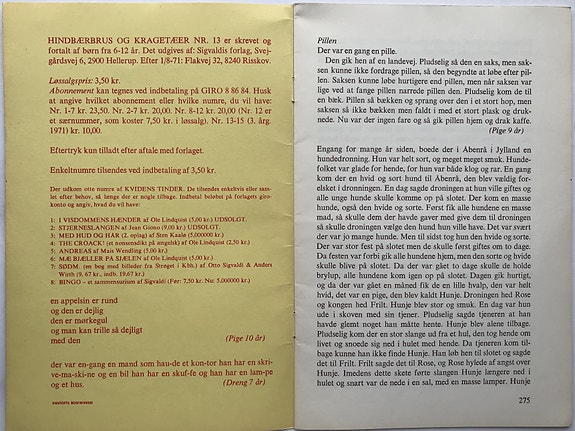 HINDBÆRBRUS OG KRAGETÆER NR. 13 er skrevet og
fortalt af børn fra 6-12 år. Det udgives af: Sigvaldis forlag, Svej-
gårdsvej 6, 2900 Hellerup. Efter 1/8-71: Flakvej 32, 8240 Risskov.
Løssalgspris: 3,50 kr.
Abonnement kan tegnes ved indbetaling på GIRO 8 86 84. Husk
at angive hvilket abonnement eller hvilke numre, du vil have:
Nr. 1-7 kr. 23,50. Nr. 2-7 kr. 20,00. Nr. 8-12 kr. 20,00 (Nr. 12 er
et særnummer, som koster 7,50 kr. i løssalg). Nr. 13-15 (3. årg.
1971) kr. 10,00.
Eftertryk kun tilladt efter aftale med forlaget.
Enkeltnumre tilsendes ved indbetaling af 3,50 kr.
Der udkom otte numre af KVIDENS TINDER. De tilsendes enkeltvis eller sam-
let efter behov, så længe der er nogle tilbage. Indbetal beløbet på forlagets giro-
konto og angiv, hvad du vil have:
1: I VISDOMMENS HÆNDER af Ole Lindquist (5,00 kr.) UDSOLGT.
2: STJERNESLANGEN af Jean Giono (9,00 kr.) UDSOLGT.
3: MED HUD OG HÅR (2. oplag) af Sten Kaalø (5.000000 kr.)
4: THE CROACK! (et nonsendikt på angelsk) af Ole Lindquist (2,50 kr.)
5: ANDREAS af Mais Wendling (5,00 kr.)
6: MÆ BJÆLLER PÅ SJÆLEN af Ole Lindquist (5,00 kr.)
7: SØDM. (en bog med billeder fra Strøget i Kbh.) af Otto Sigvaldi & Anders
Wirth (9, 67 kr., indb. 19,67 kr.)
8: BINGO – et sammensurium af Sigvaldi (Før: 7,50 kr. Nu: 5.000000 kr.)
en appelsin er rund
og den er dejlig
den er mørkegul
og man kan trille så dejligt
med den
(Pige 10 år)
der var en-gang en mand som hau-de et kon-tor han har en skri-
ve-ma-ski-ne og en bil han har en skuf-fe og han har en lam-pe
og et hus.
(Dreng 7 år)
Pillen
Der var en gang en pille.
Den gik hen af en landevej. Pludselig så den en saks, men sak-
sen kunne ikke fordrage pillen, så den begyndte at løbe efter pil-
len. Saksen kunne løbe hurtigere end pillen, men når saksen var
lige ved at fange pillen narrede pillen den. Pludselig kom de til
en bæk. Pillen så bækken og sprang over den i et stort hop, men
saksen så ikke bækken men faldt i med et stort plask og druk-
nede. Nu var der ingen fare og så gik pillen hjem og drak kaffe.
(Pige 9 år)
Engang for mange år siden, boede der i Åbenrå i Jylland en
hundedronning. Hun var helt sort, og meget meget smuk. Hunde-
folket var glade for hende, for hun var både klog og rar. En gang
kom der en hvid og sort hund til Åbenrå, den blev vældig for-
elsket i dronningen. En dag sagde dronningen at hun ville giftes og
alle unge hunde skulle komme op på slotet. Der kom en masse
hunde, også den hvide og sorte. Først fik alle hundene en masse
mad, så skulle dem der havde gaver med give dem til dronningen
så skulle dronningen vælge den hund hun ville have. Det var svært
der var jo mange hunde. Men til sidst tog hun den hvide og sorte.
Der var stor fest på slotet men de skulle først giftes om to dage.
Da festen var forbi gik alle hundene hjem, men den sorte og hvide
skulle blive på slotet. Da der var gået to dage skulle de holde
brylup, alle hundene kom igen op på slotet. Dagen gik hurtigt,
og da der var gået en måned fik de en lille hvalp, den var helt
hvid, det var en pige, den blev kaldt Hunje. Droningen hed Rose
og kongen hed Frilt. Hunje blev stor og smuk. En dag var hun
ude i skoven med sin tjener. Pludselig sagde tjeneren at han
havde glemt noget han måtte hente. Hunje blev alene tilbage.
Pludselig kom der en stor slange ud fra et hul, den tog hende om
livet og snoede sig ned i hulet med hende. Da tjeneren kom til-
bage kunne han ikke finde Hunje. Han løb hen til slotet og sagde
det til Frilt. Frilt sagde det til Rose, og Rose hylede af angst over
Hunje. Imedens dette skete førte slangen Hunje længere ned i
hulet og snart var de nede i en sal, med en masse lamper. Hunje
275